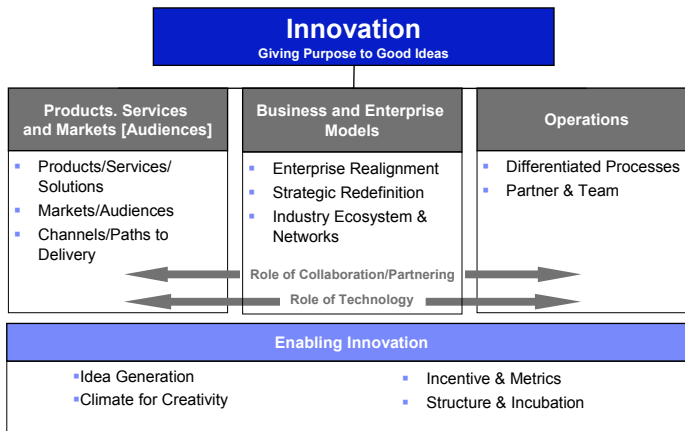 Innovation
Giving Purpose to Good Ideas
Products. Services
and Markets [Audiences]
▪ Products/Services/
Solutions
▪ Markets/Audiences
▪ Channels/Paths to
Delivery
Business and Enterprise
Models
▪ Enterprise Realignment
▪ Strategic Redefinition
▪ Industry Ecosystem &
Networks
Operations
▪ Differentiated Processes
▪ Partner & Team
Role of Collaboration/Partnering
Role of Technology
Enabling Innovation
▪Idea Generation
▪Climate for Creativity
▪ Incentive & Metrics
▪ Structure & Incubation